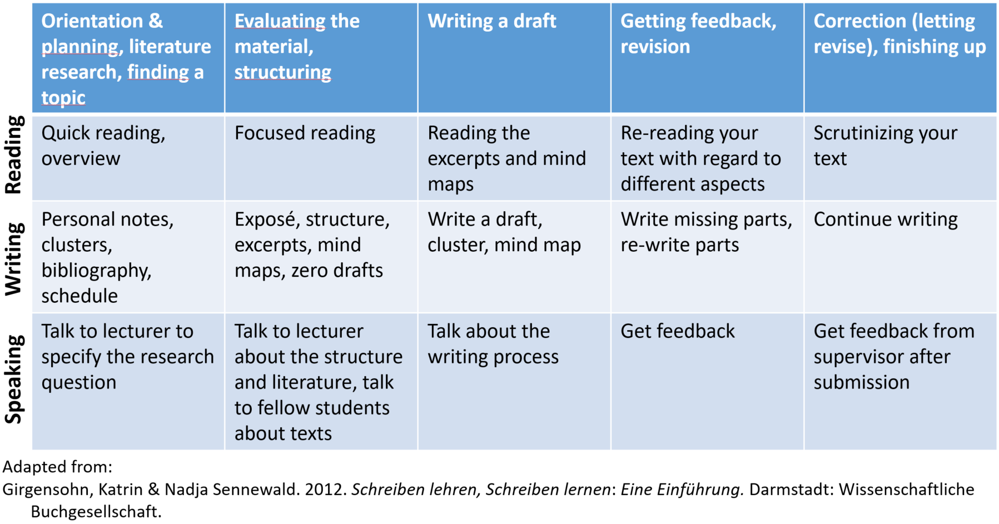 Orientation &
planning, literature
research, finding a
topic
Evaluating the
material,
structuring
Writing a draft
Getting feedback,
revision
Correction (letting
revise), finishing up
Reading
Quick reading,
overview
Focused reading
Reading the
excerpts and mind
maps
Re-reading your
text with regard to
different aspects
Scrutinizing your
text
Writing
Personal notes,
clusters,
bibliography,
schedule
Exposé, structure,
excerpts, mind
maps, zero drafts
Write a draft,
cluster, mind map
Write missing parts,
re-write parts
Continue writing
Speaking
Talk to lecturer to
specify the research
question
Talk to lecturer
about the structure
and literature, talk
to fellow students
about texts
Talk about the
writing process
Get feedback
Get feedback from
supervisor after
submission
Adapted from:
Girgensohn, Katrin & Nadja Sennewald. 2012. Schreiben lehren, Schreiben lernen: Eine Einführung. Darmstadt: Wissenschaftliche
Buchgesellschaft.